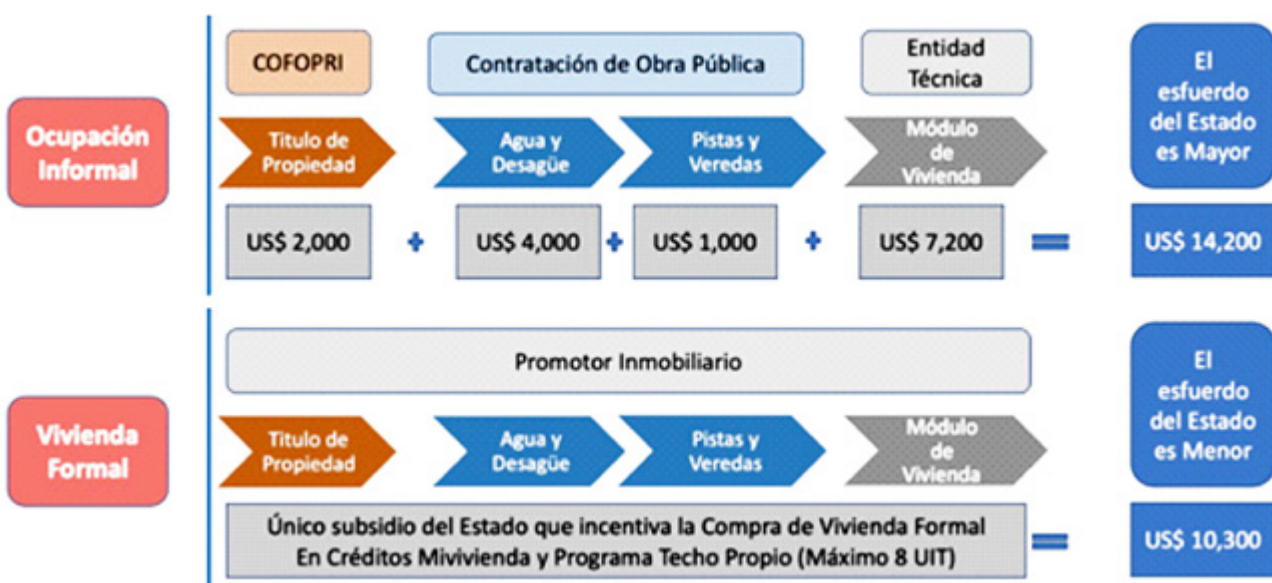 COFOPRI
Contratación de Obra Pública
Entidad
Técnica
El
esfuerdo
del Estado
es Mayor
Ocupación
Informal
Titulo de
Propiedad
Agua y
Desagüe
Pistas y
Veredas
Módulo
de
Vivienda
US$ 2,000 + US$ 4,000 + US$ 1,000 + US$ 7,200 = US$ 14,200
Promotor Inmobiliario
El
esfuerdo
del Estado
es Menor
Vivienda
Formal
Titulo de
Propiedad
Agua y
Desagüe
Pistas y
Veredas
Módulo
de
Vivienda
Único subsidio del Estado que incentiva la Compra de Vivienda Formal
En Créditos Mivivienda y Programa Techo Propio (Máximo 8 UIT)
= US$ 10,300